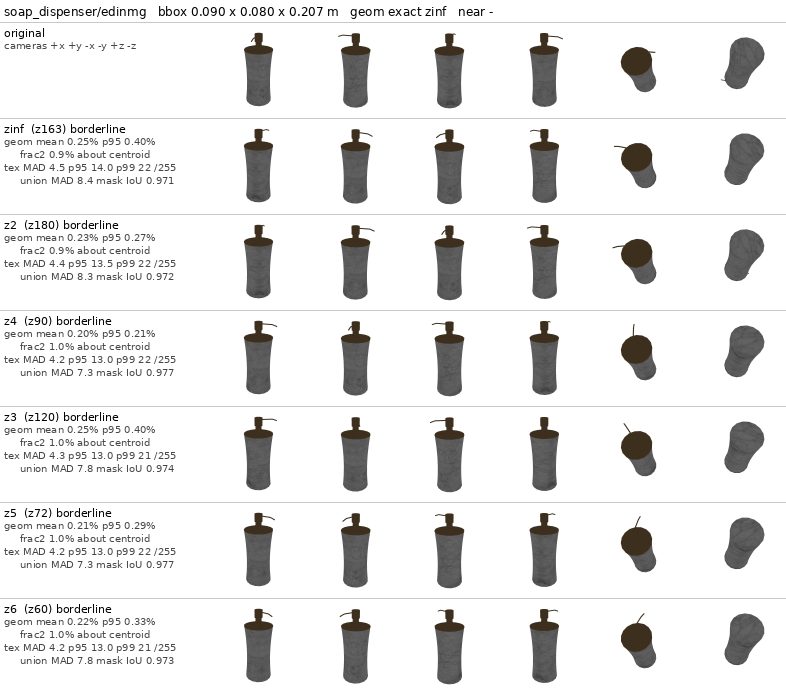 soap_dispenser/edinmg bbox 0.090 x 0.080 x 0.207 m geom exact zinf near -
original
cameras +x +y -x -y +z -z
zinf (z163) borderline
geom mean 0.25% p95 0.40%
frac2 0.9% about centroid
tex MAD 4.5 p95 14.0 p99 22 /255
union MAD 8.4 mask IoU 0.971
z2 (z180) borderline
geom mean 0.23% p95 0.27%
frac2 0.9% about centroid
tex MAD 4.4 p95 13.5 p99 22 /255
union MAD 8.3 mask IoU 0.972
z4 (z90) borderline
geom mean 0.20% p95 0.21%
frac2 1.0% about centroid
tex MAD 4.2 p95 13.0 p99 22 /255
union MAD 7.3 mask IoU 0.977
z3 (z120) borderline
geom mean 0.25% p95 0.40%
frac2 1.0% about centroid
tex MAD 4.3 p95 13.0 p99 21 /255
union MAD 7.8 mask IoU 0.974
z5 (z72) borderline
geom mean 0.21% p95 0.29%
frac2 1.0% about centroid
tex MAD 4.2 p95 13.0 p99 22 /255
union MAD 7.3 mask IoU 0.977
z6 (z60) borderline
geom mean 0.22% p95 0.33%
frac2 1.0% about centroid
tex MAD 4.2 p95 13.0 p99 21 /255
union MAD 7.8 mask IoU 0.973